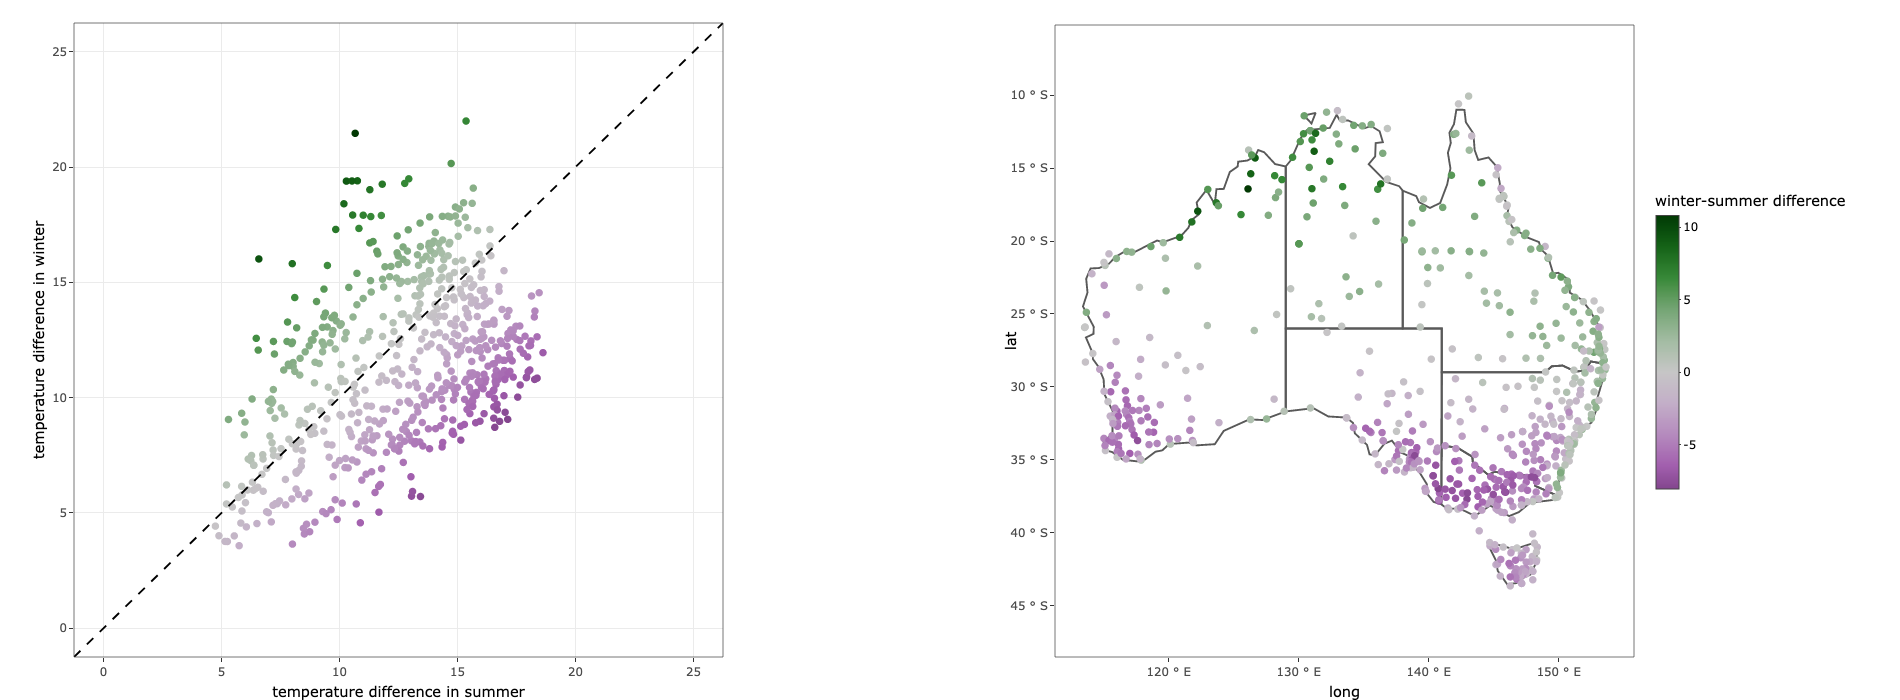 25
20
15
10
5
0
0
5
10
15
20
25
temperature difference in winter
temperature difference in summer
10 ° S
15 ° S
20 ° S
25 ° S
30 ° S
35 ° S
40 ° S
45 ° S
120 ° E
130 ° E
140 ° E
150 ° E
lat
long
winter-summer difference
10
5
0
-5